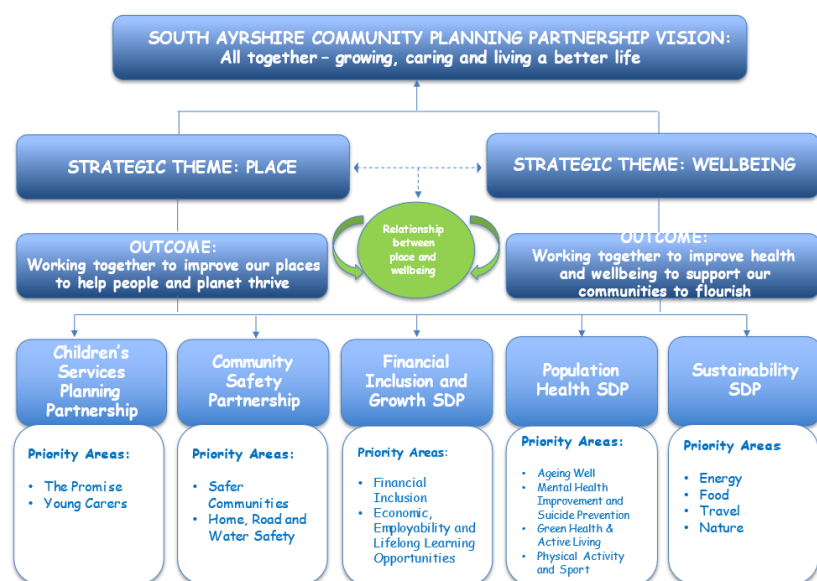 SOUTH AYRSHIRE COMMUNITY PLANNING PARTNERSHIP VISION:
All together – growing, caring and living a better life
STRATEGIC THEME: PLACE
STRATEGIC THEME: WELLBEING
Relationship
between
place and
wellbeing
OUTCOME:
Working together to improve our places
to help people and planet thrive
OUTCOME:
Working together to improve health
and wellbeing to support our
communities to flourish
Children's
Services
Planning
Partnership
Priority Areas:
• The Promise
• Young Carers
Community
Safety
Partnership
Priority Areas:
• Safer
Communities
• Home, Road and
Water Safety
Financial
Inclusion and
Growth SDP
Priority Areas:
• Financial
Inclusion
• Economic,
Employability and
Lifelong Learning
Opportunities
Population
Health SDP
Priority Areas:
• Ageing Well
• Mental Health
Improvement and
Suicide Prevention
• Green Health &
Active Living
• Physical Activity
and Sport
Sustainability
SDP
Priority Areas:
• Energy
• Food
• Travel
• Nature